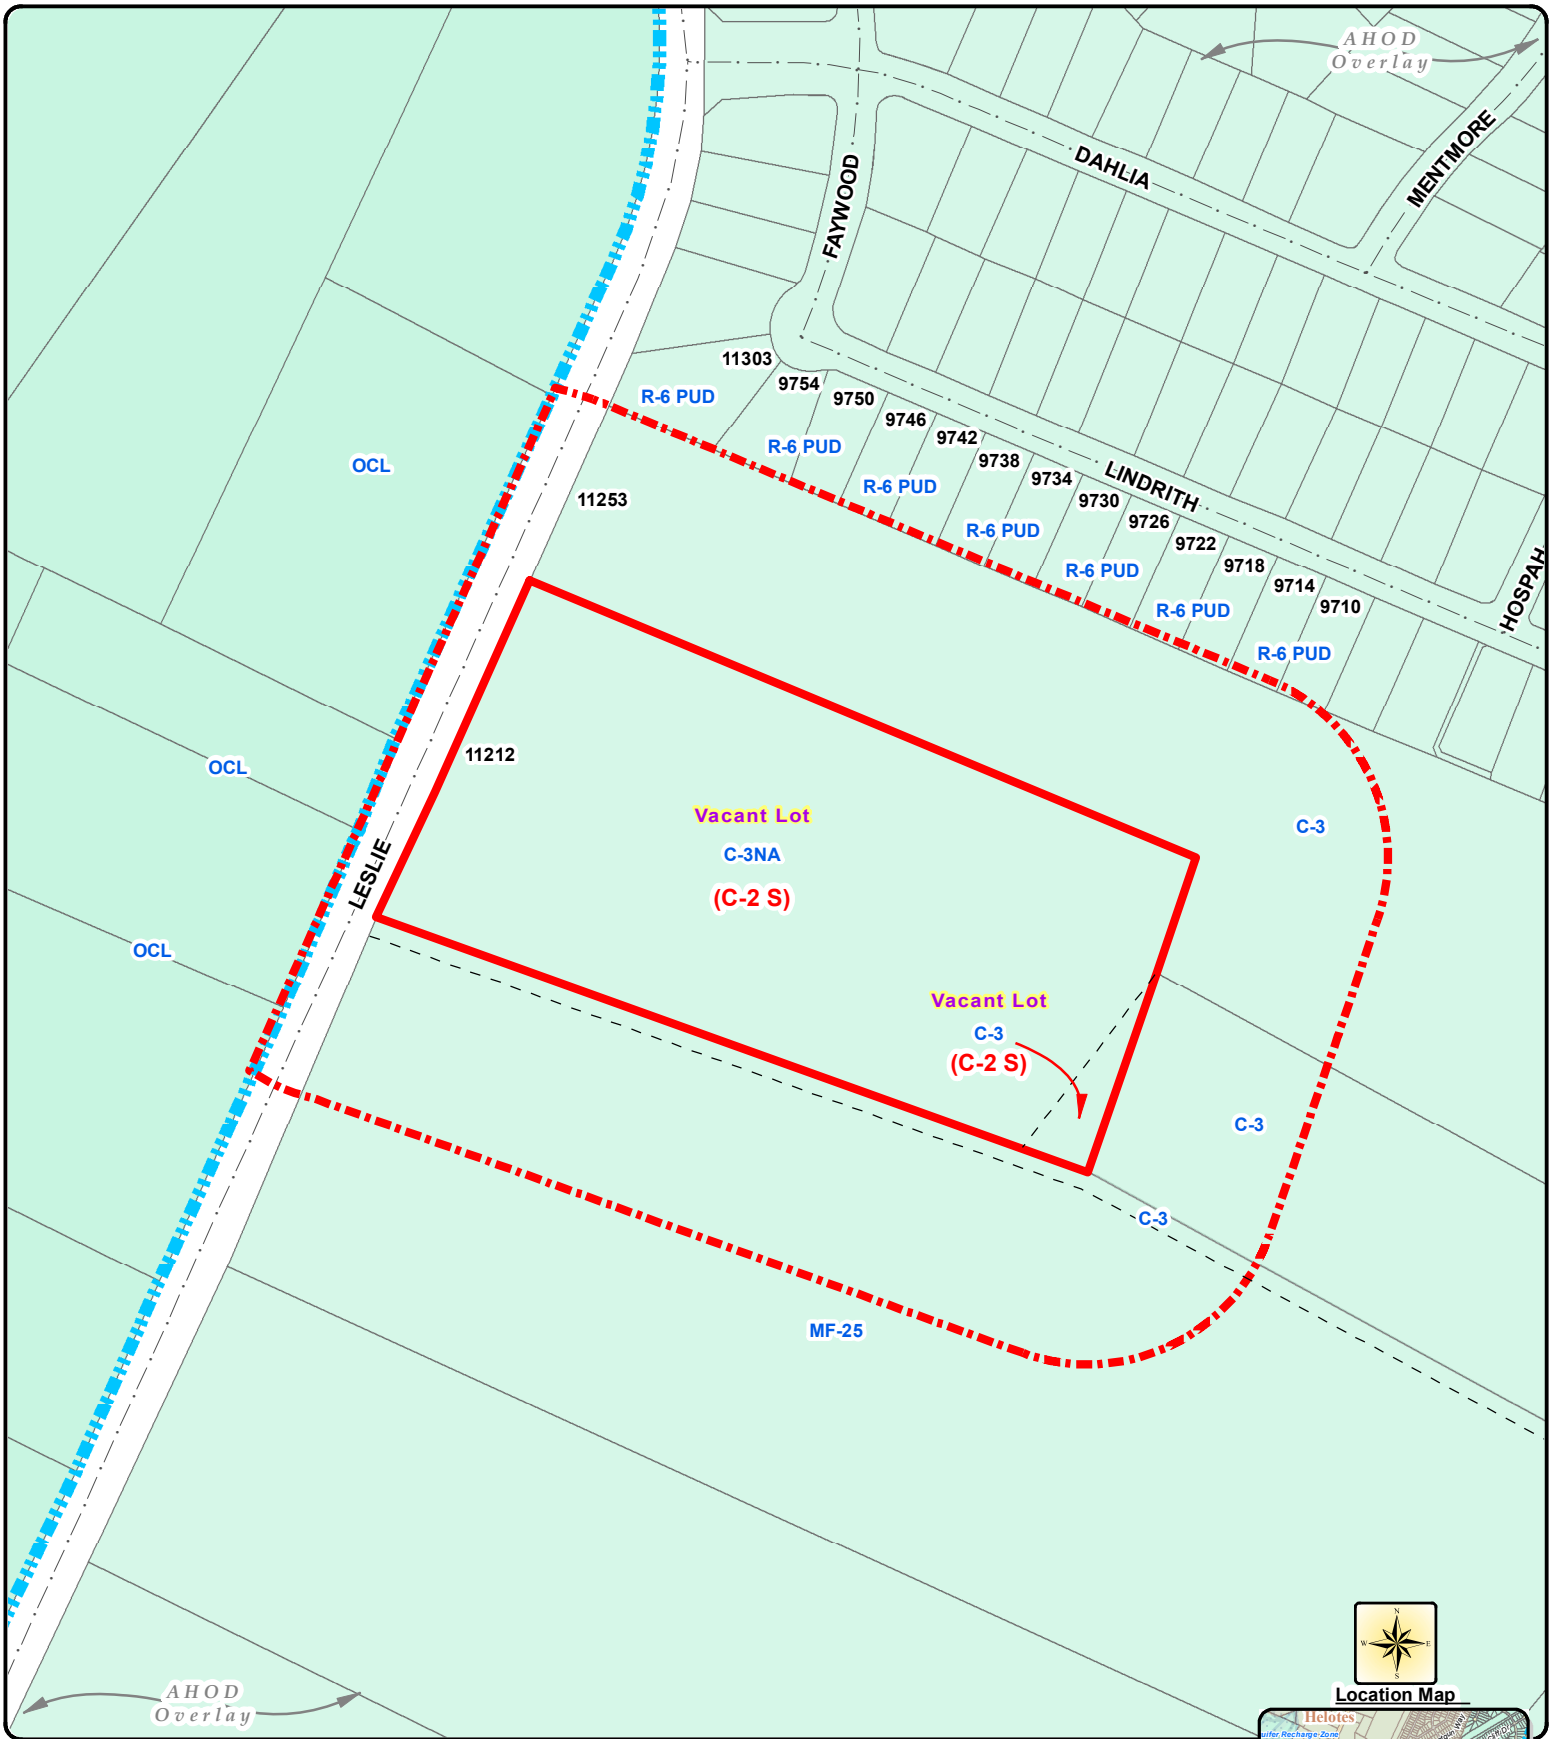 AHOD
Overlay
MENTMORE
DAHLIA
FAYWOOD
11303
9754
R-6 PUD
9750
9746
9742
R-6 PUD
OCL
9738
LINDRITH
9734
R-6 PUD
11253
9730
9726
R-6 PUD
9722
9718
R-6 PUD
9714
HOSPAH
9710
R-6 PUD
R-6 PUD
11212
OCL
Vacant Lot
C-3
C-3NA
LESLIE
(C-2 S)
OCL
Vacant Lot
C-3
(C-2 S)
C-3
C-3
MF-25
N
W
E
S
AHOD
Overlay
Location Map
Helotes
uifer Recharge-Zone